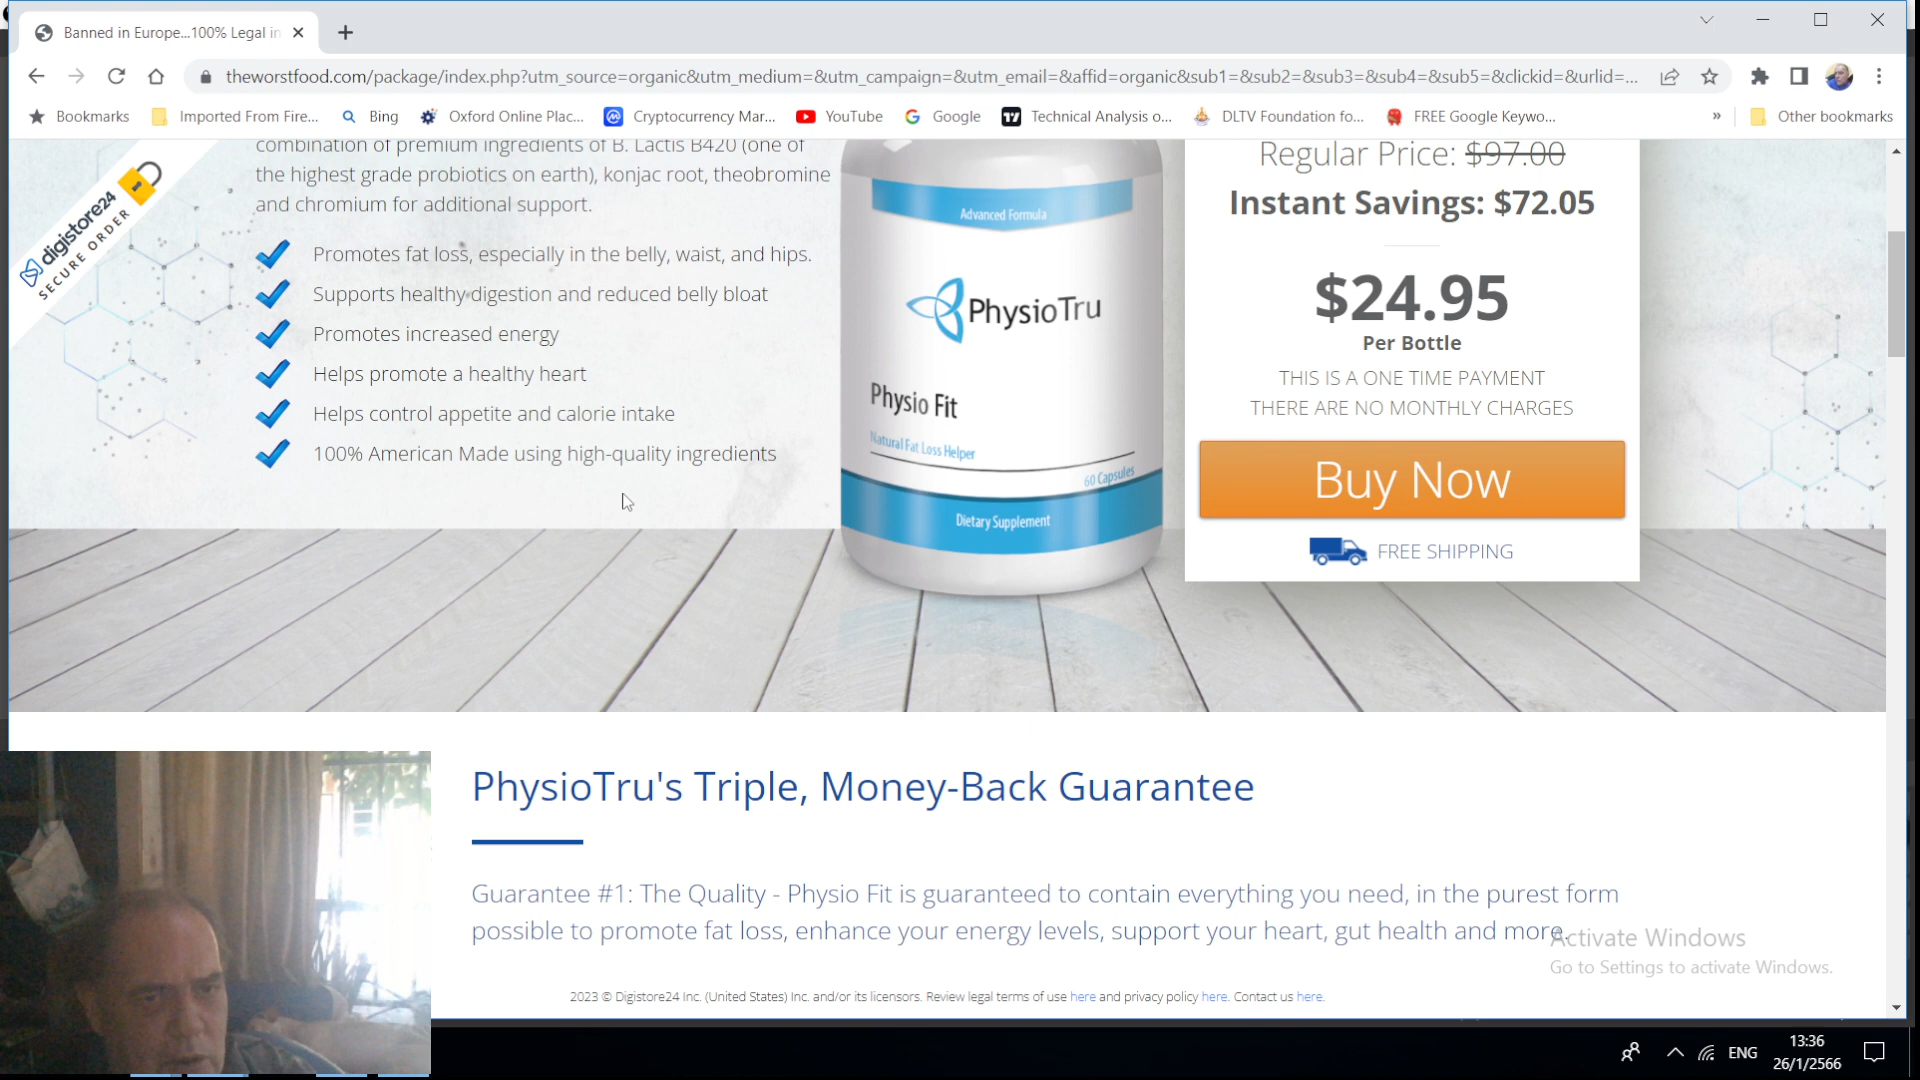 Banned in Europe...100% Legal in
theworstfood.com/package/index.php?utm_source=organic&utm_medium=&utm_campaign=&utm_email=&affid=organic&sub1=&sub2=&sub3=&sub4=&sub5=&clickid=&urlid=...
Bookmarks Imported From Fire... Bing Oxford Online Plac... Cryptocurrency Mar... YouTube Google Technical Analysis o... DLTV Foundation fo... FREE Google Keywo... » Other bookmarks
digistore24
SECURE ORDER
combination of premium ingredients of B. Lactis B420 (one of
the highest grade probiotics on earth), konjac root, theobromine
and chromium for additional support.
Promotes fat loss, especially in the belly, waist, and hips.
Supports healthy digestion and reduced belly bloat
Promotes increased energy
Helps promote a healthy heart
Helps control appetite and calorie intake
100% American Made using high-quality ingredients
Advanced Formula
PhysioTru
Physio Fit
Natural Fat Loss Helper
60 Capsules
Dietary Supplement
Regular Price: $97.00
Instant Savings: $72.05
$24.95
Per Bottle
THIS IS A ONE TIME PAYMENT
THERE ARE NO MONTHLY CHARGES
Buy Now
FREE SHIPPING
PhysioTru's Triple, Money-Back Guarantee
Guarantee #1: The Quality - Physio Fit is guaranteed to contain everything you need, in the purest form
possible to promote fat loss, enhance your energy levels, support your heart, gut health and more.
Activate Windows
Go to Settings to activate Windows.
2023 © Digistore24 Inc. (United States) Inc. and/or its licensors. Review legal terms of use here and privacy policy here. Contact us here.
ENG
13:36
26/1/2566